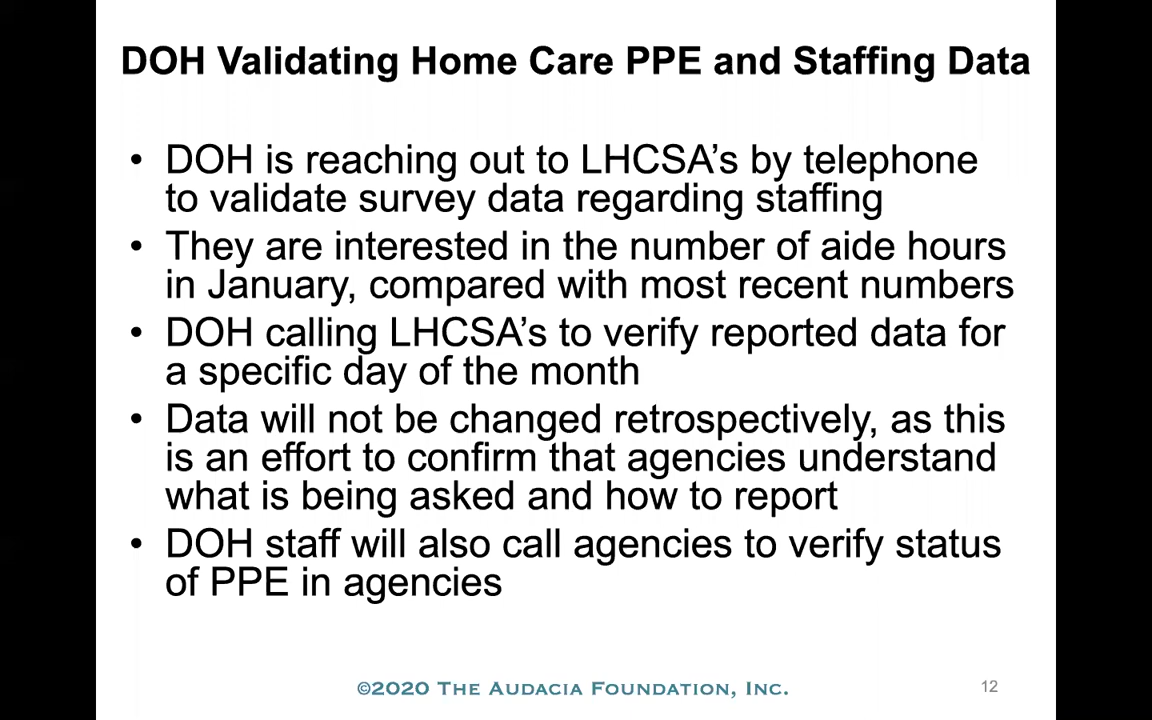 DOH Validating Home Care PPE and Staffing Data
• DOH is reaching out to LHCSA's by telephone
to validate survey data regarding staffing
• They are interested in the number of aide hours
in January, compared with most recent numbers
• DOH calling LHCSA's to verify reported data for
a specific day of the month
• Data will not be changed retrospectively, as this
is an effort to confirm that agencies understand
what is being asked and how to report
• DOH staff will also call agencies to verify status
of PPE in agencies
©2020 The Audacia Foundation, Inc.
12